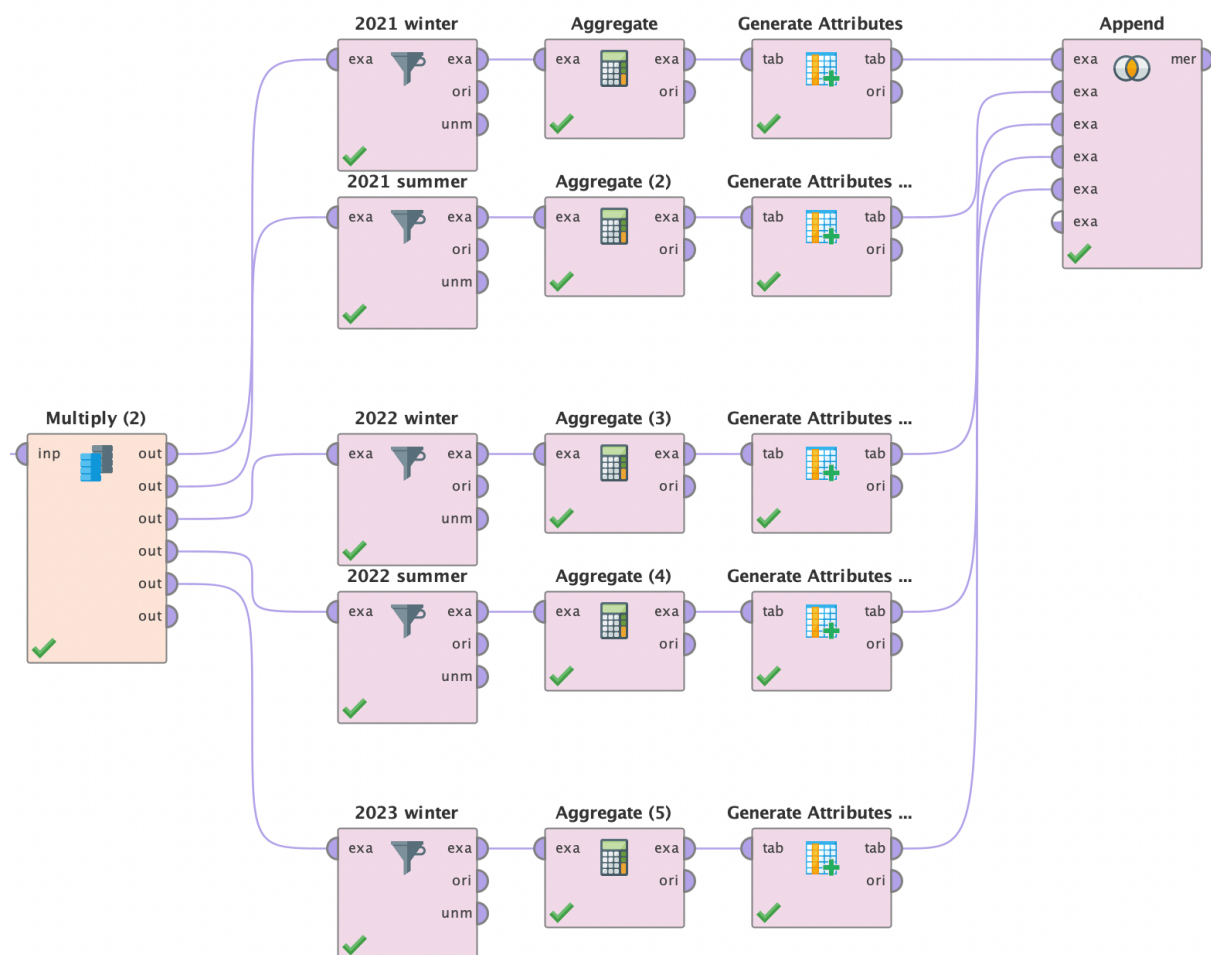 2021 winter Aggregate Generate Attributes Append
exa exa exa exa tab tab exa mer
ori ori ori exa
unm exa
exa
2021 summer Aggregate (2) Generate Attributes ... exa
exa exa exa exa tab tab exa
ori ori ori
unm
Multiply (2) 2022 winter Aggregate (3) Generate Attributes ...
inp out exa exa exa exa tab tab
out ori ori ori
out unm
out
2022 summer Aggregate (4) Generate Attributes ...
out
out exa exa exa exa tab tab
ori ori ori
unm
2023 winter Aggregate (5) Generate Attributes ...
exa exa exa exa tab tab
ori ori ori
unm